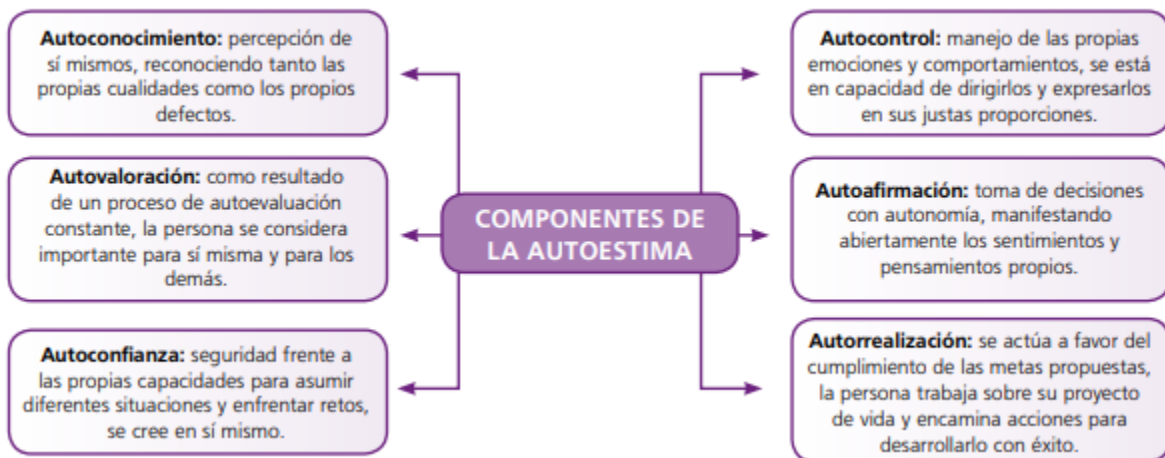 Autoconocimiento: percepción de
sí mismos, reconociendo tanto las
propias cualidades como los propios
defectos.
Autovaloración: como resultado
de un proceso de autoevaluación
constante, la persona se considera
importante para sí misma y para los
demás.
Autoconfianza: seguridad frente a
las propias capacidades para asumir
diferentes situaciones y enfrentar retos,
se cree en sí mismo.
COMPONENTES DE
LA AUTOESTIMA
Autocontrol: manejo de las propias
emociones y comportamientos, se está
en capacidad de dirigirlos y expresarlos
en sus justas proporciones.
Autoafirmación: toma de decisiones
con autonomía, manifestando
abiertamente los sentimientos y
pensamientos propios.
Autorrealización: se actúa a favor del
cumplimiento de las metas propuestas,
la persona trabaja sobre su proyecto
de vida y encamina acciones para
desarrollarlo con éxito.